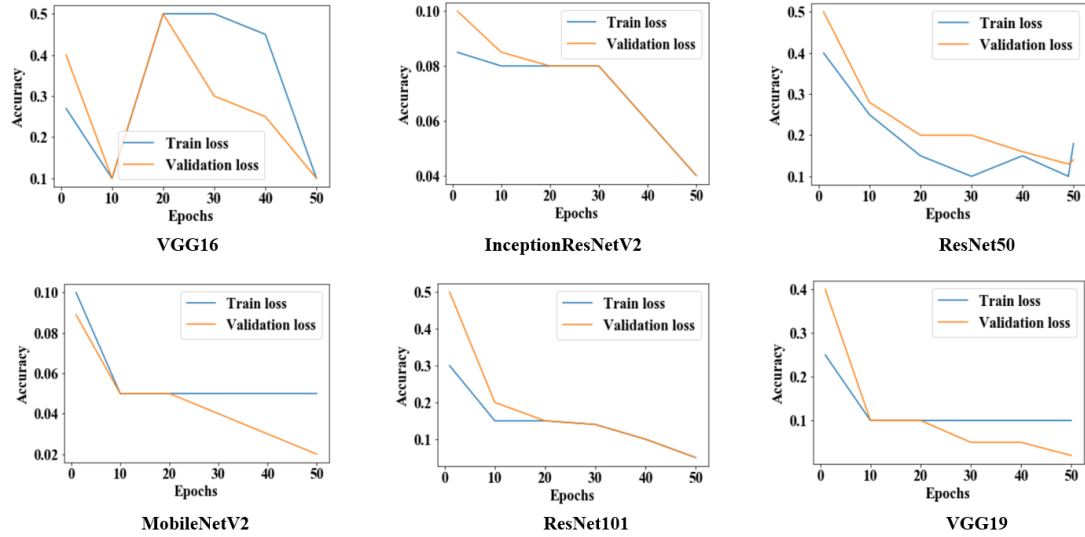 0.5
0.4
0.3
0.2
0.1
Accuracy
Train loss
Validation loss
0 10 20 30 40 50
Epochs
VGG16
0.10
0.08
0.06
0.04
Accuracy
Train loss
Validation loss
0 10 20 30 40 50
Epochs
InceptionResNetV2
0.5
0.4
0.3
0.2
0.1
Accuracy
Train loss
Validation loss
0 10 20 30 40 50
Epochs
ResNet50
0.10
0.08
0.06
0.04
0.02
Accuracy
Train loss
Validation loss
0 10 20 30 40 50
Epochs
MobileNetV2
0.5
0.4
0.3
0.2
0.1
Accuracy
Train loss
Validation loss
0 10 20 30 40 50
Epochs
ResNet101
0.4
0.3
0.2
0.1
Accuracy
Train loss
Validation loss
0 10 20 30 40 50
Epochs
VGG19